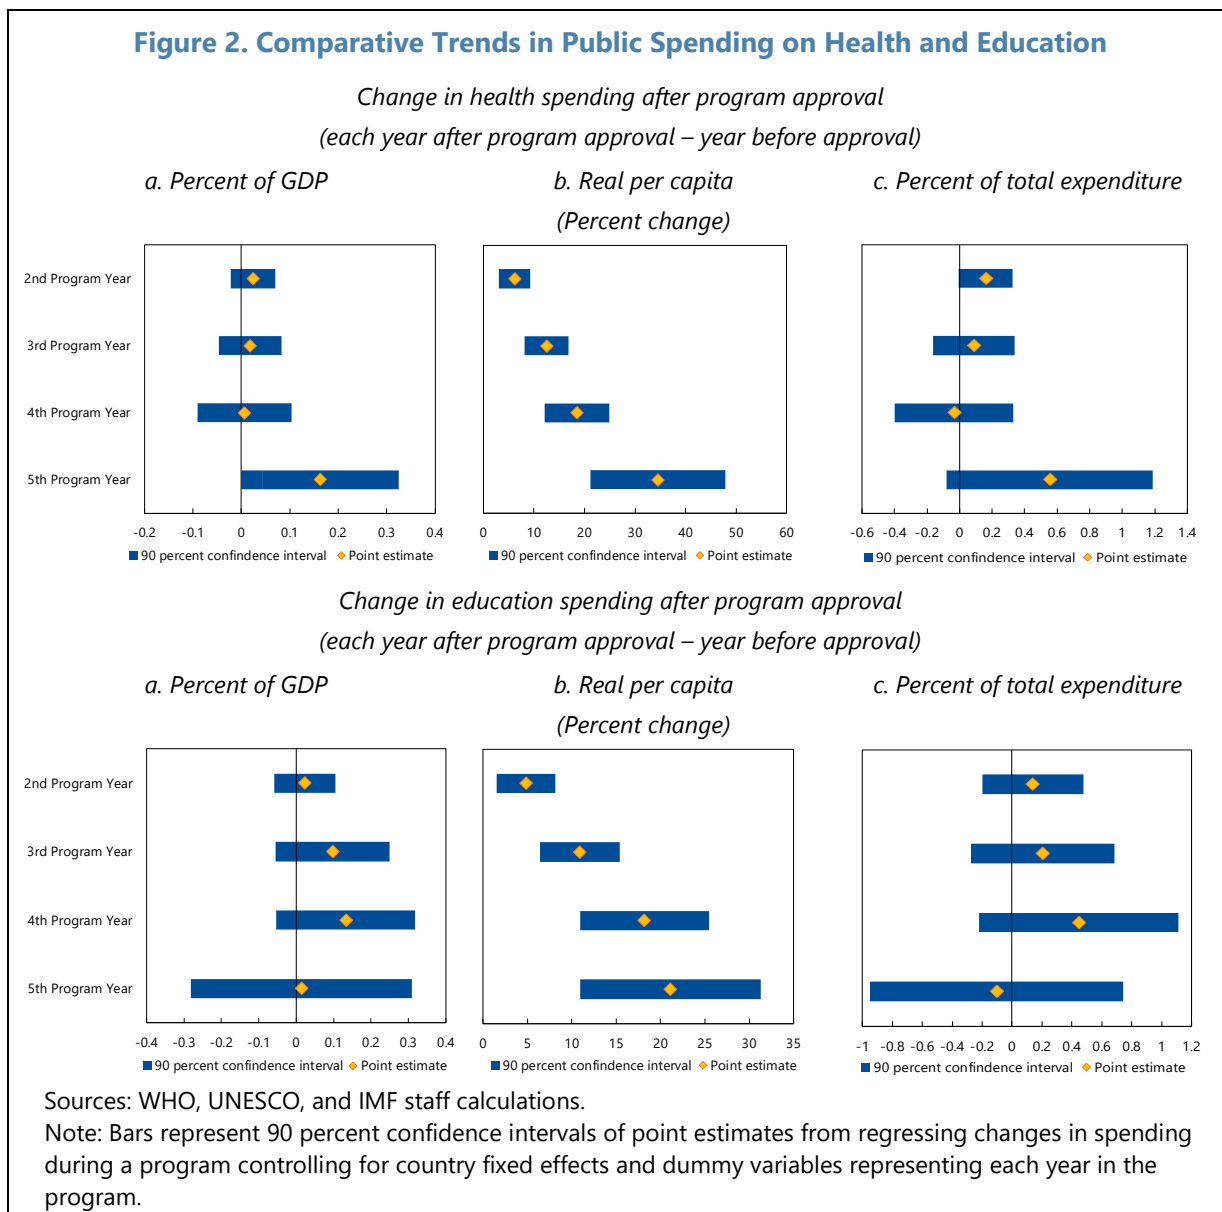 Figure 2. Comparative Trends in Public Spending on Health and Education
Change in health spending after program approval
(each year after program approval – year before approval)
a. Percent of GDP
b. Real per capita
(Percent change)
c. Percent of total expenditure
2nd Program Year
3rd Program Year
4th Program Year
5th Program Year
-0.2 -0.1 0 0.1 0.2 0.3 0.4
0 10 20 30 40 50 60
-0.6 -0.4 -0.2 0 0.2 0.4 0.6 0.8 1 1.2 1.4
90 percent confindence interval Point estimate
90 percent confidence interval Point estimate
90 percent confidence interval Point estimate
Change in education spending after program approval
(each year after program approval – year before approval)
a. Percent of GDP
b. Real per capita
(Percent change)
c. Percent of total expenditure
2nd Program Year
3rd Program Year
4th Program Year
5th Program Year
-0.4 -0.3 -0.2 -0.1 0 0.1 0.2 0.3 0.4
0 5 10 15 20 25 30 35
-1 -0.8 -0.6 -0.4 -0.2 0 0.2 0.4 0.6 0.8 1 1.2
90 percent confidence interval Point estimate
90 percent confidence interval Point estimate
90 percent confidence interval Point estimate
Sources: WHO, UNESCO, and IMF staff calculations.
Note: Bars represent 90 percent confidence intervals of point estimates from regressing changes in spending
during a program controlling for country fixed effects and dummy variables representing each year in the
program.